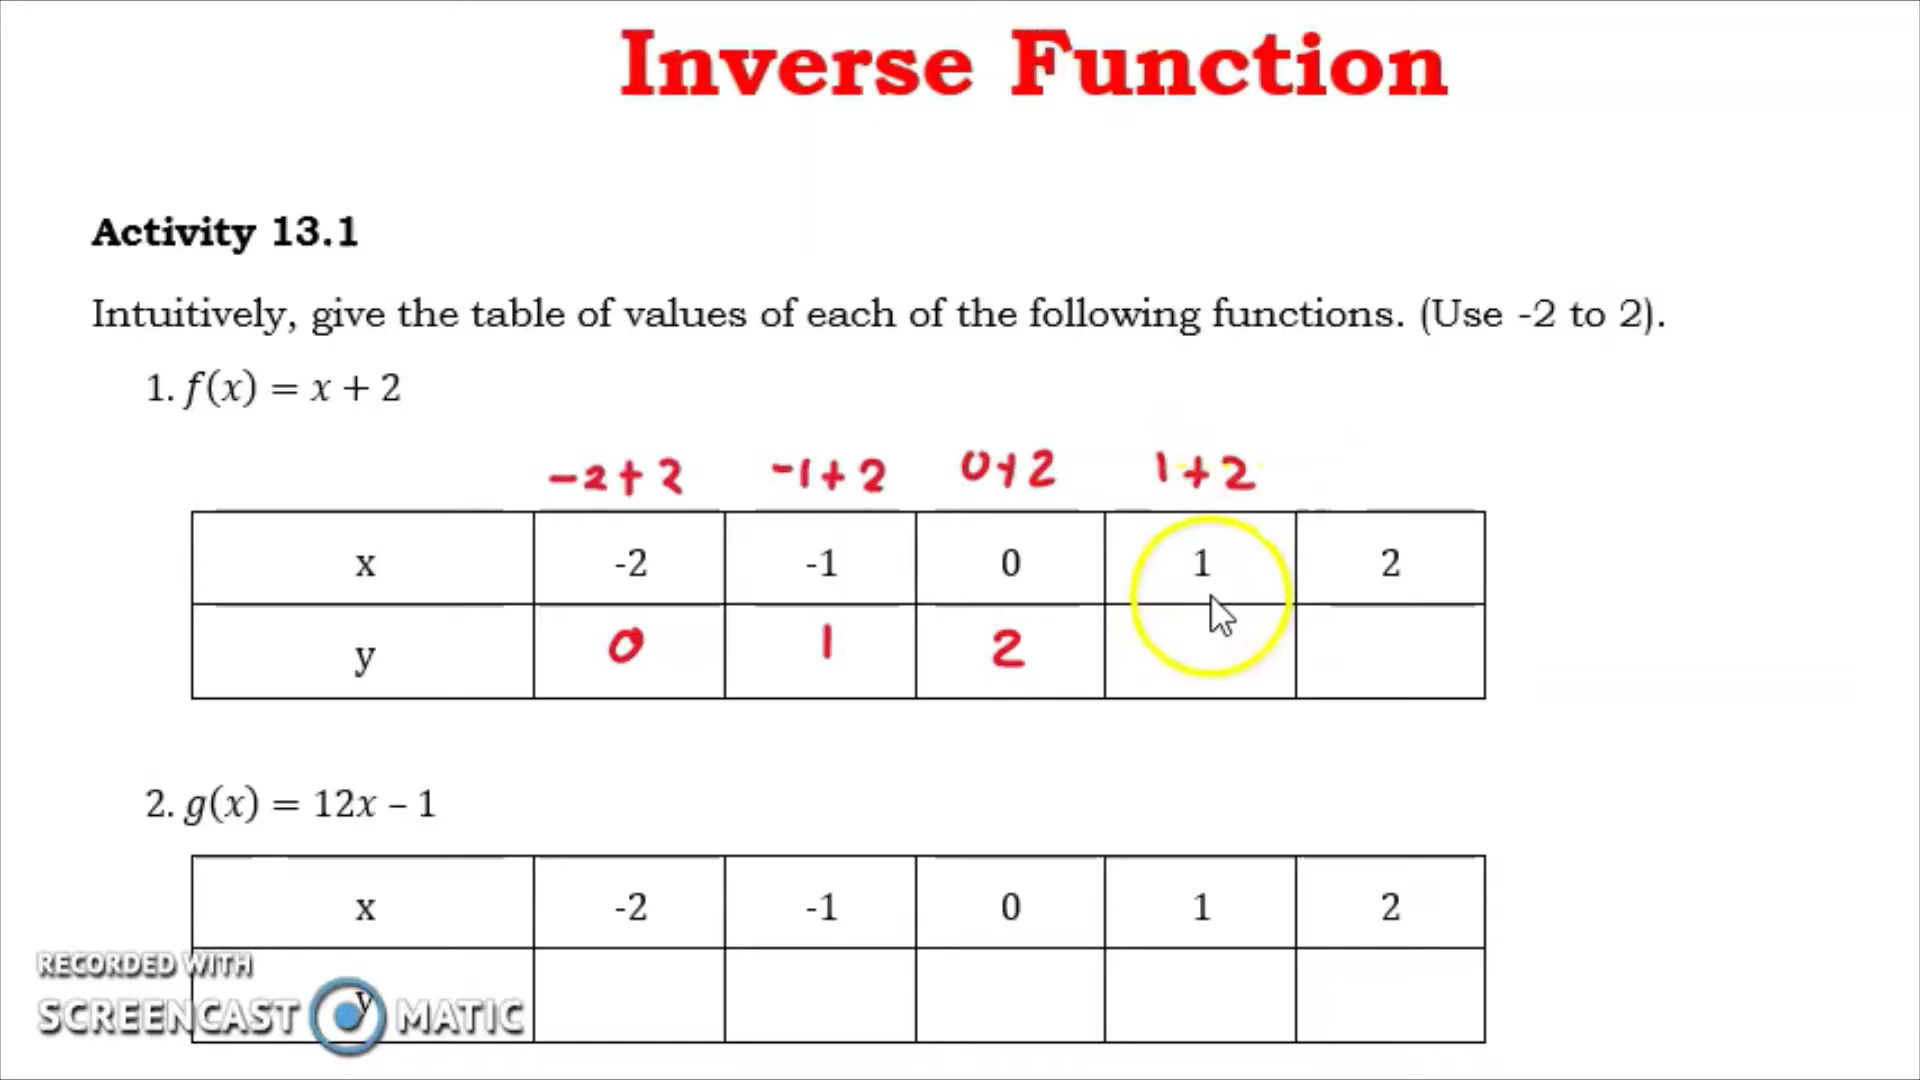 Inverse Function
Activity 13.1
Intuitively, give the table of values of each of the following functions. (Use -2 to 2).
1. f(x) = x + 2
-2+2 -1+2 0+2 1+2
x -2 -1 0 1 2
y 0 1 2
2. g(x) = 12x – 1
x -2 -1 0 1 2
y
RECORDED WITH
SCREENCAST MATIC